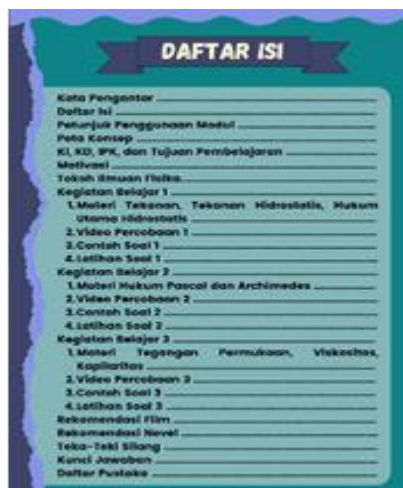 DAFTAR ISI
Kata Pengantar
Daftar Isi
Petunjuk Penggunaan Modul
Peta Konsep
KI, KD, IPK, dan Tujuan Pembelajaran
Motivasi
Tokoh Ilmuan Fisika
Kegiatan Belajar 1
1. Materi Tekanan, Tekanan Hidrostatis, Hukum
Utama Hidrostatis
2. Video Percobaan 1
3. Contoh Soal 1
4. Latihan Soal 1
Kegiatan Belajar 2
1. Materi Hukum Pascal dan Archimedes
2. Video Percobaan 2
3. Contoh Soal 2
4. Latihan Soal 2
Kegiatan Belajar 3
1. Materi Tegangan Permukaan, Viskositas,
Kapilaritas
2. Video Percobaan 3
3. Contoh Soal 3
4. Latihan Soal 3
Rekomendasi Film
Rekomendasi Novel
Teka-Teki Silang
Kunci Jawaban
Daftar Pustaka